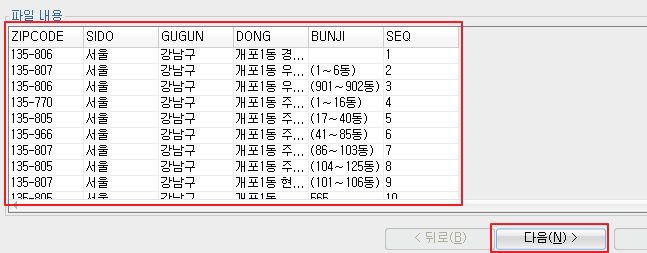 파일 내용
ZIPCODE SIDO GUGUN DONG BUNJI SEQ
135-806 서울 강남구 개포1동 경... 1
135-807 서울 강남구 개포1동 우... (1~6동) 2
135-806 서울 강남구 개포1동 우... (901~902동) 3
135-770 서울 강남구 개포1동 주... (1~16동) 4
135-805 서울 강남구 개포1동 주... (17~40동) 5
135-966 서울 강남구 개포1동 주... (41~85동) 6
135-807 서울 강남구 개포1동 주... (86~103동) 7
135-805 서울 강남구 개포1동 주... (104~125동) 8
135-807 서울 강남구 개포1동 현... (101~106동) 9
135-805 서울 강남구 개포1동 565 10
< 뒤로(B) 다음(N) >